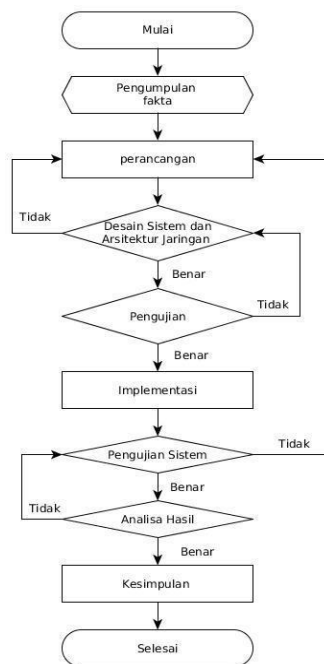 Mulai
Pengumpulan
fakta
perancangan
Tidak
Desain Sistem dan
Arsitektur Jaringan
Benar
Pengujian
Tidak
Benar
Implementasi
Pengujian Sistem
Tidak
Benar
Tidak
Analisa Hasil
Benar
Kesimpulan
Selesai